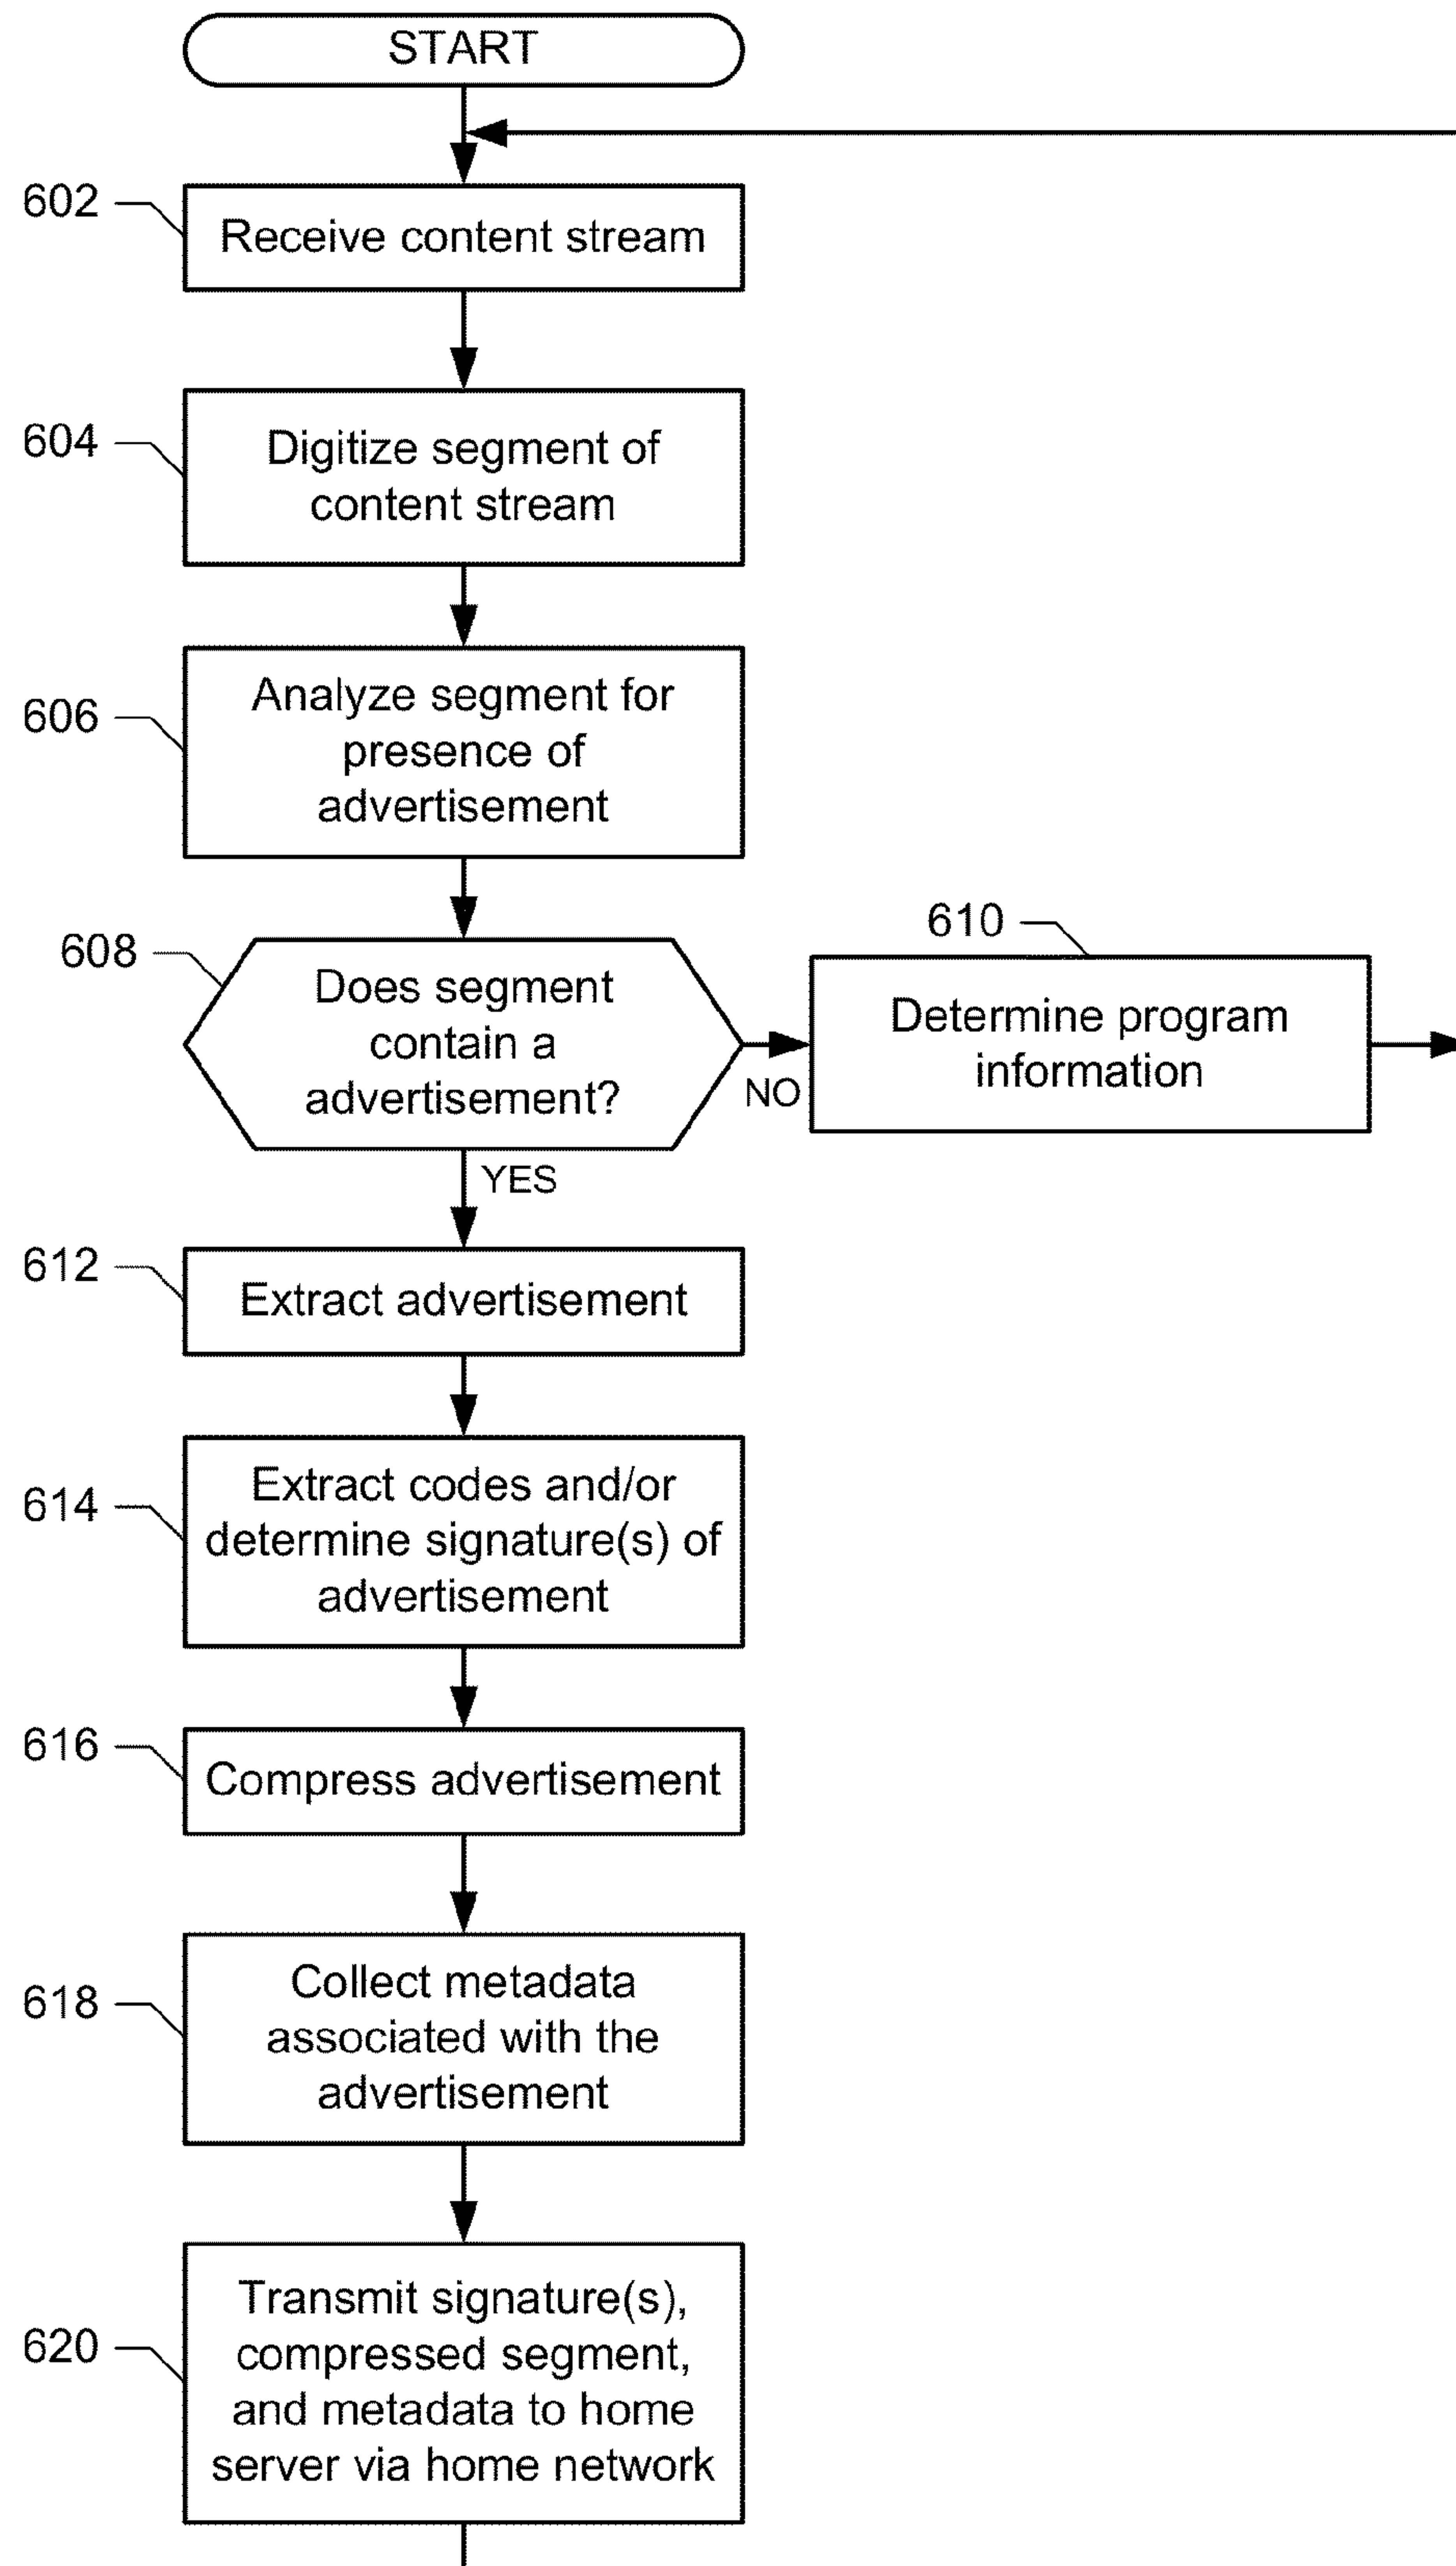 START
602
Receive content stream
604
Digitize segment of
content stream
606
Analyze segment for
presence of
advertisement
608
Does segment
contain a
advertisement?
NO
610
Determine program
information
YES
612
Extract advertisement
614
Extract codes and/or
determine signature(s) of
advertisement
616
Compress advertisement
618
Collect metadata
associated with the
advertisement
620
Transmit signature(s),
compressed segment,
and metadata to home
server via home network